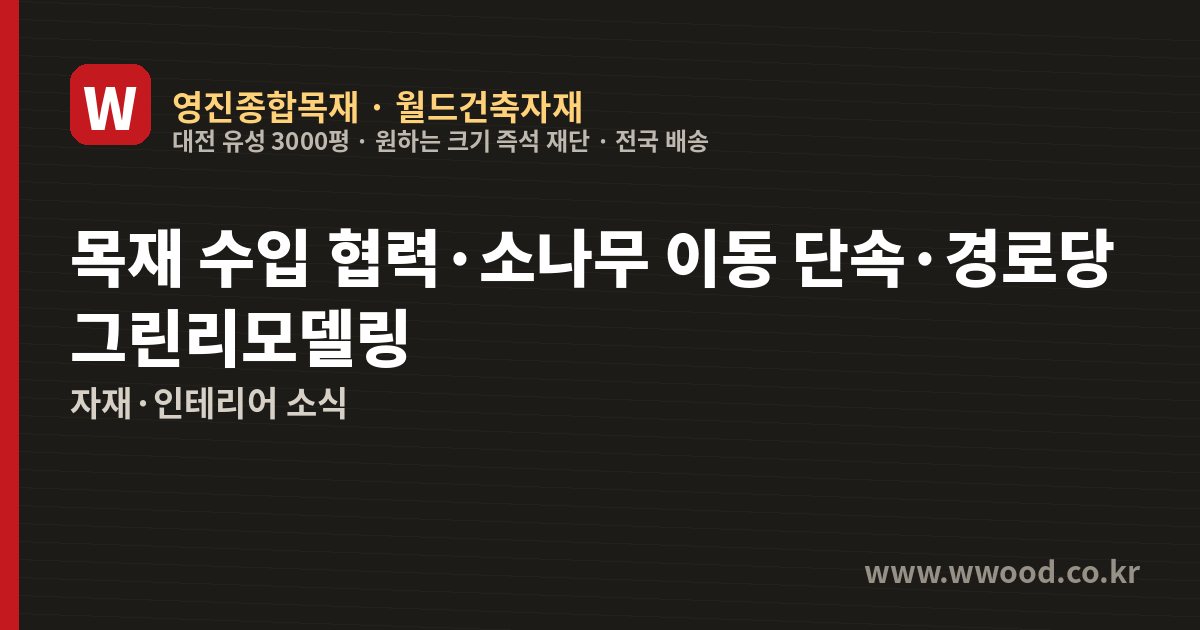 W
영진종합목재 · 월드건축자재
대전 유성 3000평 · 원하는 크기 즉석 재단 · 전국 배송
목재 수입 협력·소나무 이동 단속·경로당
그린리모델링
자재·인테리어 소식
www.wwood.co.kr